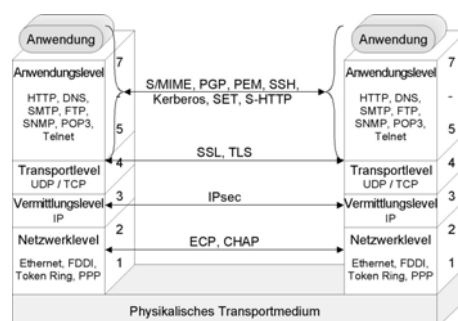 Anwendung
Anwendungslevel
HTTP, DNS,
SMTP, FTP,
SNMP, POP3,
Telnet
7
-
5
Transportlevel
UDP / TCP
4
Vermittlungslevel
IP
3
Netzwerklevel
Ethernet, FDDI,
Token Ring, PPP
2
1
S/MIME, PGP, PEM, SSH,
Kerberos, SET, S-HTTP
SSL, TLS
IPsec
ECP, CHAP
Anwendung
Anwendungslevel
HTTP, DNS,
SMTP, FTP,
SNMP, POP3,
Telnet
7
-
5
Transportlevel
UDP / TCP
4
Vermittlungslevel
IP
3
Netzwerklevel
Ethernet, FDDI,
Token Ring, PPP
2
1
Physikalisches Transportmedium